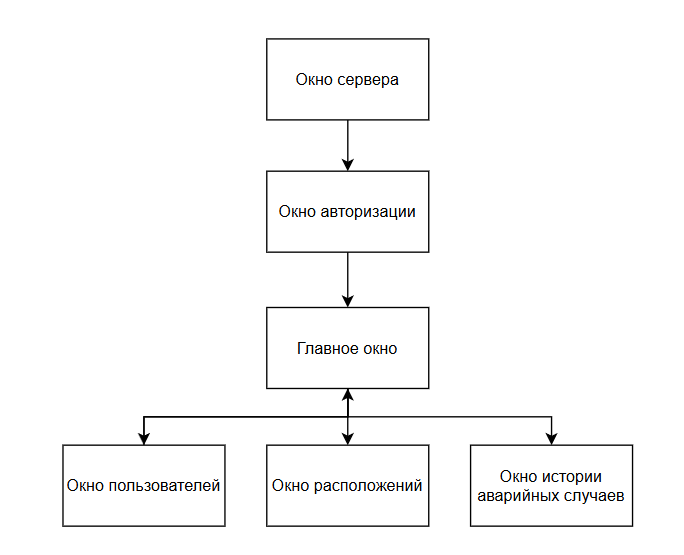 Окно сервера
Окно авторизации
Главное окно
Окно пользователей
Окно расположений
Окно истории
аварийных случаев